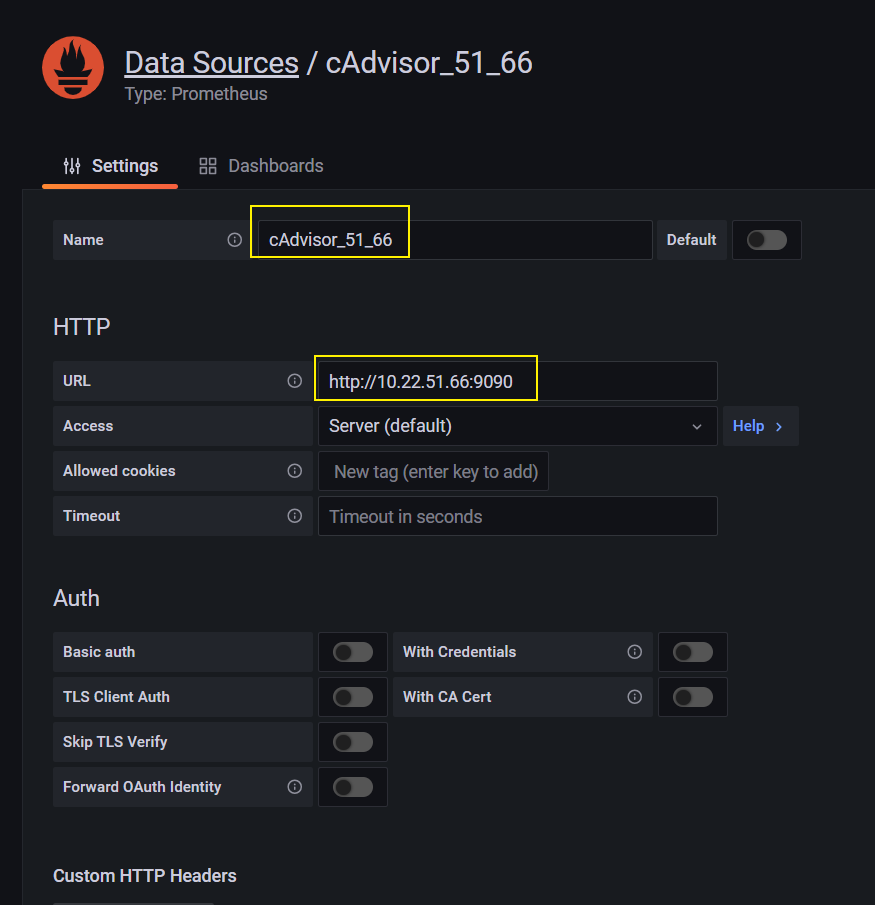 Data Sources / cAdvisor_51_66
Type: Prometheus
Settings Dashboards
Name cAdvisor_51_66 Default
HTTP
URL http://10.22.51.66:9090
Access Server (default) Help
Allowed cookies New tag (enter key to add)
Timeout Timeout in seconds
Auth
Basic auth With Credentials
TLS Client Auth With CA Cert
Skip TLS Verify
Forward OAuth Identity
Custom HTTP Headers